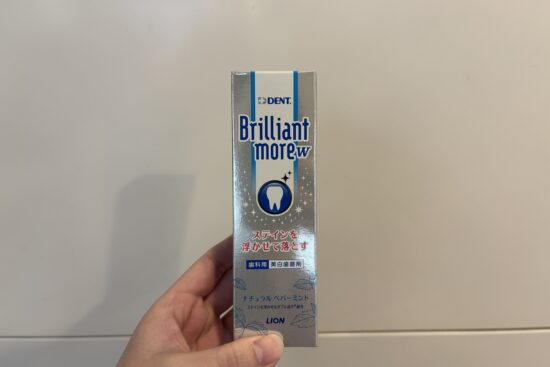 DENT.
Brilliant
more W
ステインを
浮かせて落とす
歯科用 美白歯磨剤
ナチュラル ペパーミント
LION